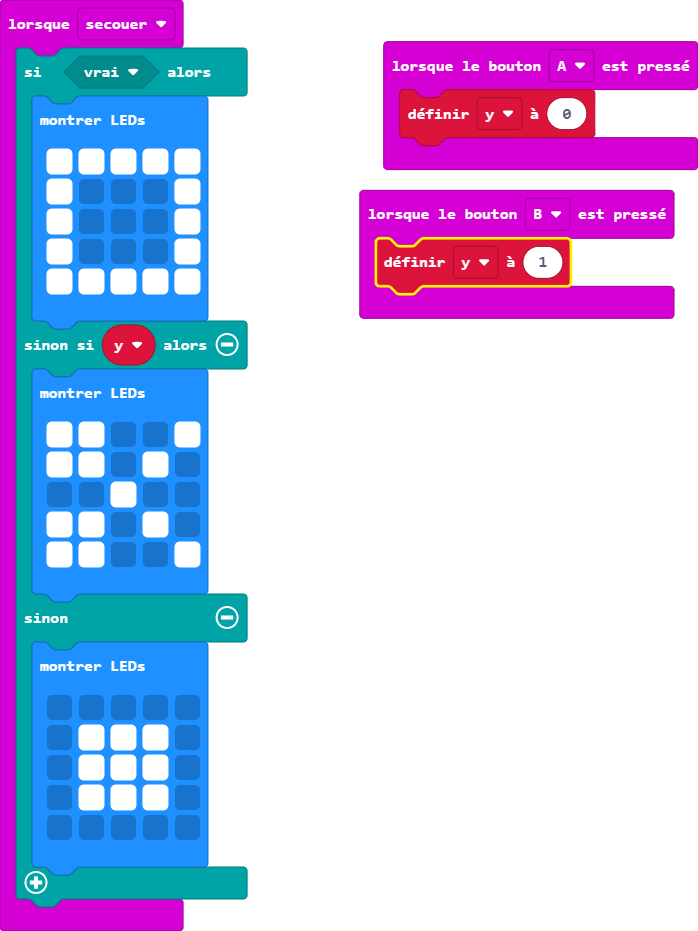 lorsque secouer
si vrai alors
montrer LEDs
sinon si y alors
montrer LEDs
sinon
montrer LEDs
lorsque le bouton A est pressé
définir y à 0
lorsque le bouton B est pressé
définir y à 1